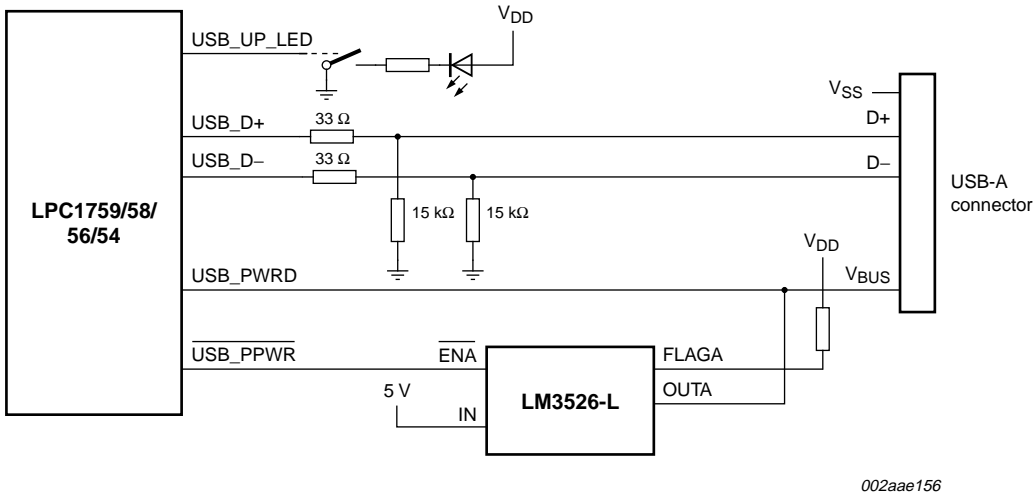 VDD
USB_UP_LED
VSS
USB_D+
33 Ω
D+
USB_D−
33 Ω
D−
LPC1759/58/
56/54
15 kΩ
15 kΩ
USB-A
connector
VDD
USB_PWRD
VBUS
USB_PPWR
ENA
FLAGA
5 V
LM3526-L
OUTA
IN
002aae156